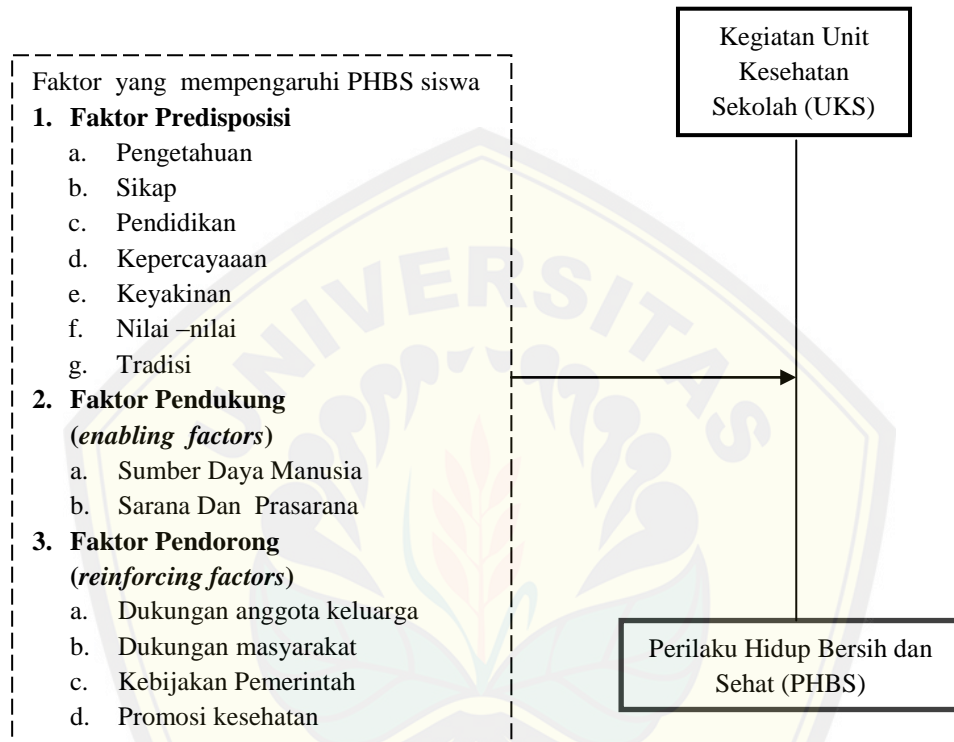 Faktor yang mempengaruhi PHBS siswa
1. Faktor Predisposisi
a. Pengetahuan
b. Sikap
c. Pendidikan
d. Kepercayaaan
e. Keyakinan
f. Nilai –nilai
g. Tradisi
2. Faktor Pendukung
(enabling factors)
a. Sumber Daya Manusia
b. Sarana Dan Prasarana
3. Faktor Pendorong
(reinforcing factors)
a. Dukungan anggota keluarga
b. Dukungan masyarakat
c. Kebijakan Pemerintah
d. Promosi kesehatan
Kegiatan Unit
Kesehatan
Sekolah (UKS)
Perilaku Hidup Bersih dan
Sehat (PHBS)
UNIVERSITAS